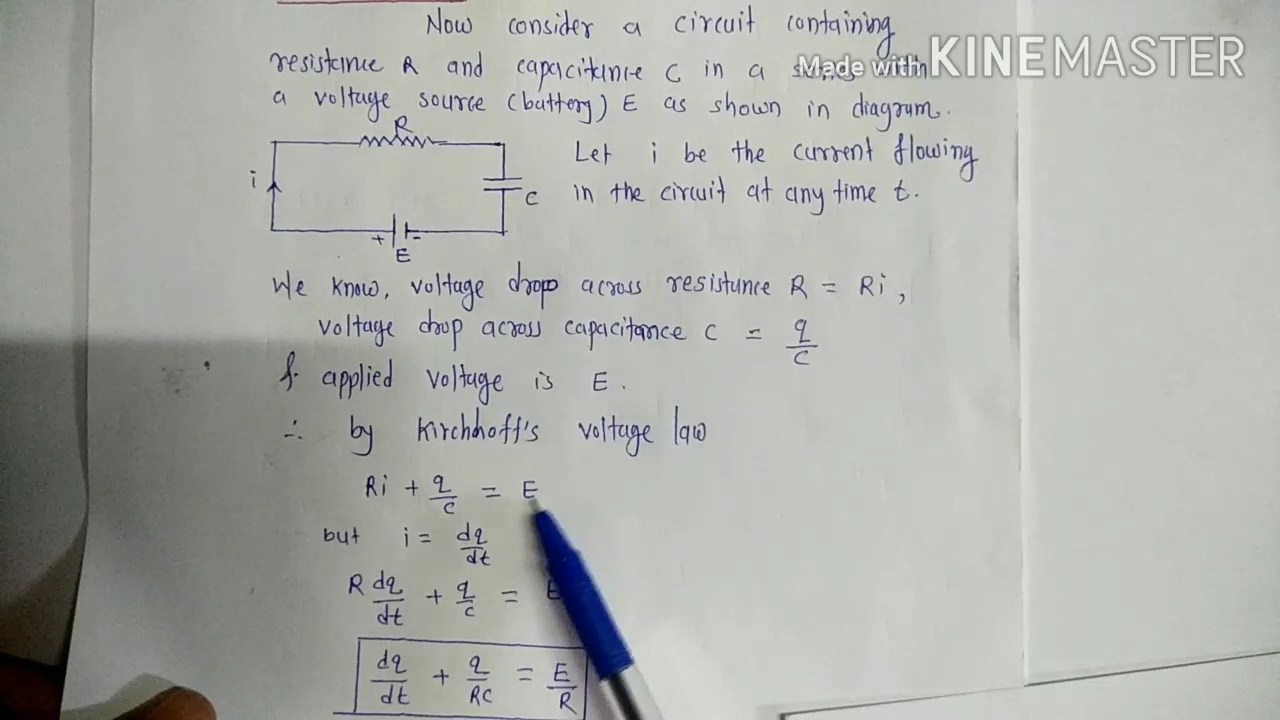 Now consider a circuit containing
resistance R and capacitance C in a with
a voltage source (battery) E as shown in diagram.
Made with KINEMASTER
R
i
C
+ -
E
Let i be the current flowing
in the circuit at any time t.
We know, voltage drop across resistance R = Ri,
voltage drop across capacitance C = q/C
& applied voltage is E.
∴ by Kirchhoff's voltage law
Ri + q/C = E
but i = dq/dt
R dq/dt + q/C = E
dq/dt + q/RC = E/R